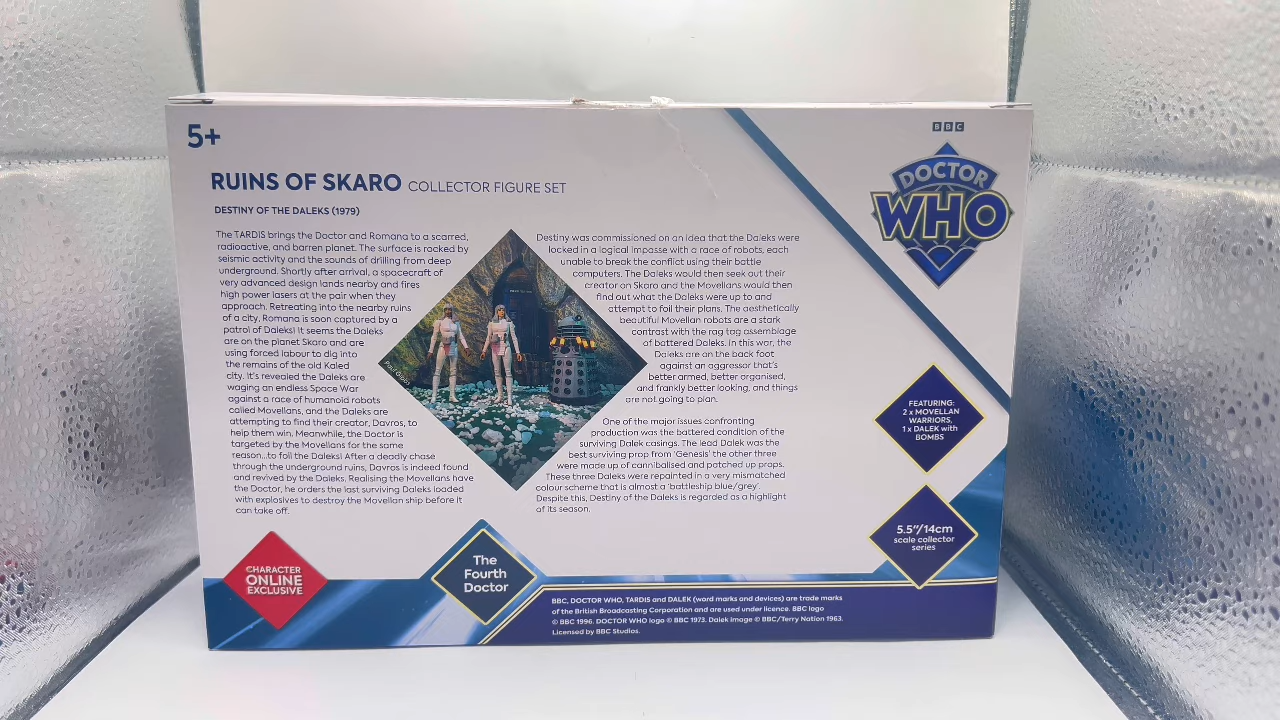 5+
BBC
DOCTOR
WHO
RUINS OF SKARO COLLECTOR FIGURE SET
DESTINY OF THE DALEKS (1979)
The TARDIS brings the Doctor and Romana to a scarred,
radioactive, and barren planet. The surface is rocked by
seismic activity and the sounds of drilling from deep
underground. Shortly after arrival, a spacecraft of
very advanced design lands nearby and fires
high power lasers at the pair when they
approach. Retreating into the nearby ruins
of a city, Romana is soon captured by a
patrol of Daleks! It seems the Daleks
are on the planet Skaro and are
using forced labour to dig into
the remains of the old Kaled
city. It's revealed the Daleks are
waging an endless Space War
against a race of humanoid robots
called Movellans, and the Daleks are
attempting to find their creator, Davros, to
help them win. Meanwhile, the Doctor is
targeted by the Movellans for the same
reason...to foil the Daleks! After a deadly chase
through the underground ruins, Davros is indeed found
and revived by the Daleks. Realising the Movellans have
the Doctor he orders the last surviving Daleks loaded
with explosives to destroy the Movellan ship before it
can take off.
Destiny was commissioned on an idea that the Daleks were
locked in a logical impasse with a race of robots, each
unable to break the conflict using their battle
computers. The Daleks would then seek out their
creator on Skaro and the Movellans would then
find out what the Daleks were up to and
attempt to foil their plans. The aesthetically
beautiful Movellan robots are a stark
contrast with the rag tag assemblage
of battered Daleks. In this war, the
Daleks are on the back foot
against an aggressor that's
better armed, better organised,
and frankly better looking, and things
are not going to plan.
One of the major issues confronting
production was the battered condition of the
surviving Dalek casings. The lead Dalek was the
best surviving prop from 'Genesis' the other three
were made up of cannibalised and patched up props.
These three Daleks were repainted in a very mismatched
colour scheme that is almost a 'battleship blue/grey'.
Despite this, Destiny of the Daleks is regarded as a highlight
of its season.
FEATURING:
2 x MOVELLAN
WARRIORS,
1 x DALEK with
BOMBS
5.5"/14cm
scale collector
series
CHARACTER
ONLINE
EXCLUSIVE
The
Fourth
Doctor
BBC, DOCTOR WHO, TARDIS and DALEK (word marks and devices) are trade marks
of the British Broadcasting Corporation and are used under licence. BBC logo
© BBC 1996. DOCTOR WHO logo © BBC 1973. Dalek image © BBC/Terry Nation 1963.
Licensed by BBC Studios.